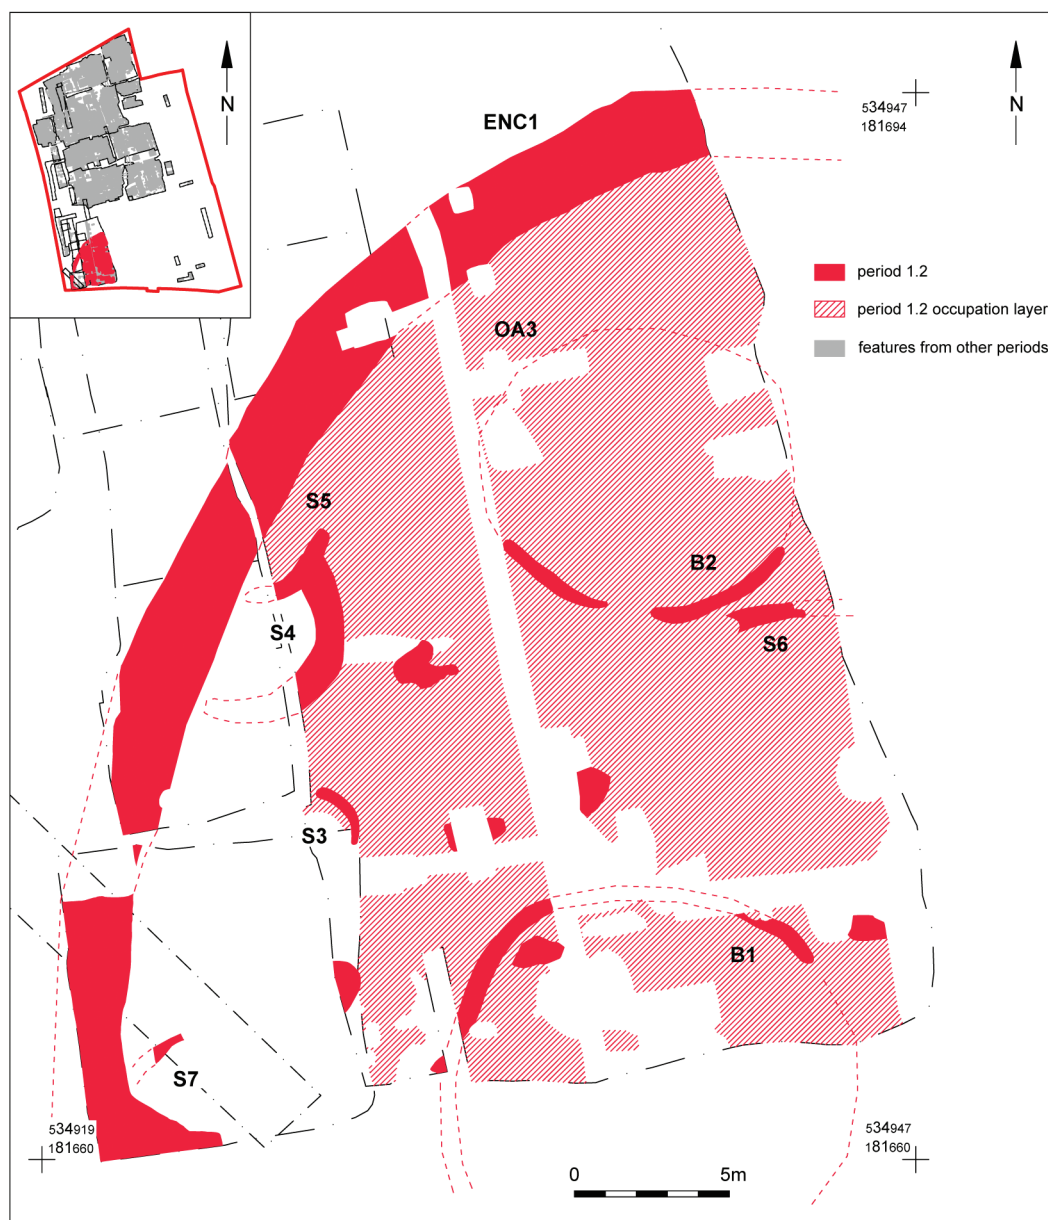 N
N
534947
181694
ENC1
period 1.2
period 1.2 occupation layer
features from other periods
OA3
S5
B2
S4
S6
S3
B1
S7
534919
181660
534947
181660
0 5m